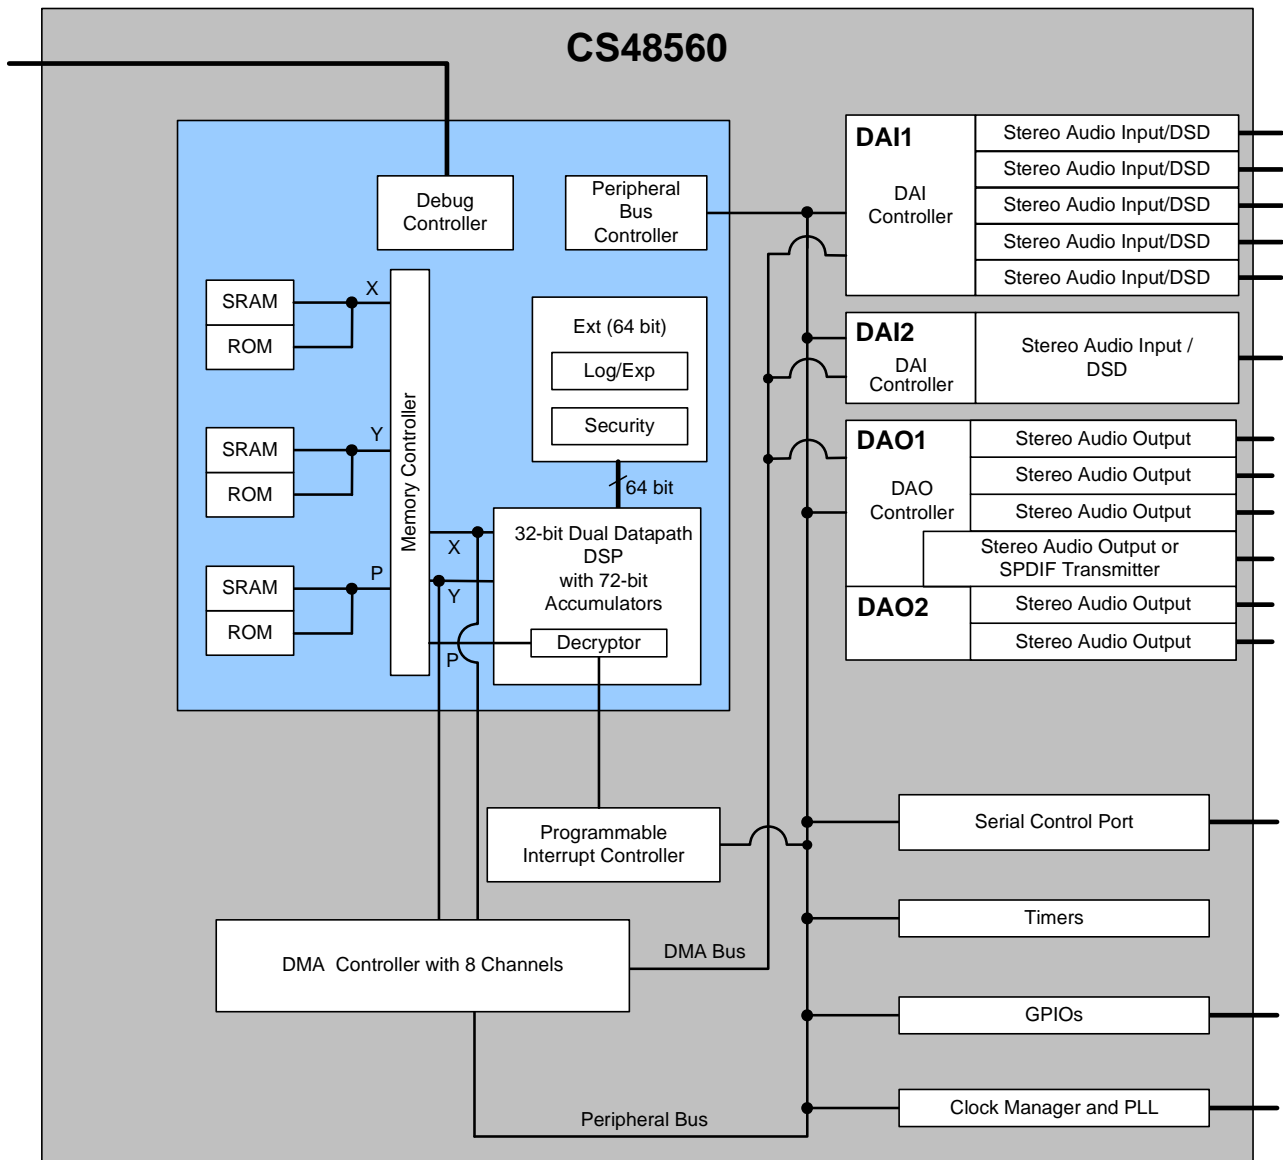 CS48560
Debug
Controller
Peripheral
Bus
Controller
DAI1
DAI
Controller
Stereo Audio Input/DSD
Stereo Audio Input/DSD
Stereo Audio Input/DSD
Stereo Audio Input/DSD
Stereo Audio Input/DSD
SRAM
ROM
X
SRAM
ROM
Y
SRAM
ROM
P
Memory Controller
Ext (64 bit)
Log/Exp
Security
64 bit
X
Y
P
32-bit Dual Datapath
DSP
with 72-bit
Accumulators
Decryptor
DAI2
DAI
Controller
Stereo Audio Input /
DSD
DAO1
DAO
Controller
Stereo Audio Output
Stereo Audio Output
Stereo Audio Output
Stereo Audio Output or
SPDIF Transmitter
DAO2
Stereo Audio Output
Stereo Audio Output
Programmable
Interrupt Controller
Serial Control Port
Timers
DMA Controller with 8 Channels
DMA Bus
GPIOs
Peripheral Bus
Clock Manager and PLL